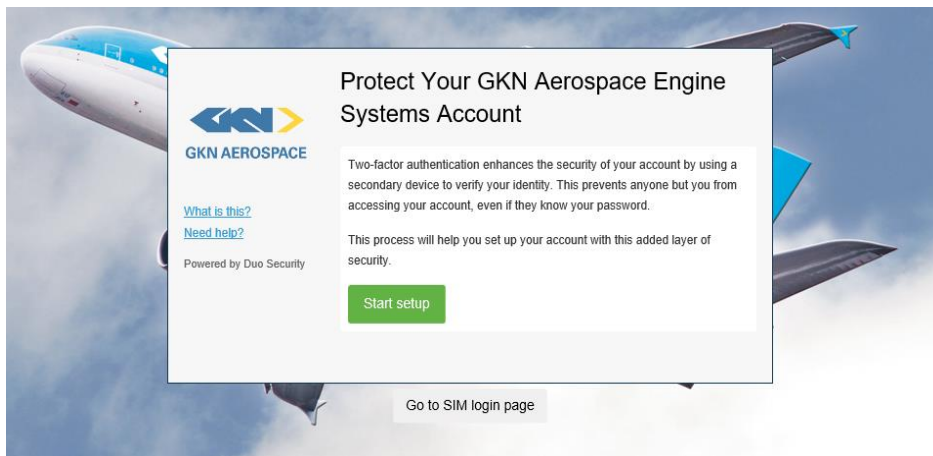 GKN
GKN AEROSPACE
What is this?
Need help?
Powered by Duo Security
Protect Your GKN Aerospace Engine
Systems Account
Two-factor authentication enhances the security of your account by using a
secondary device to verify your identity. This prevents anyone but you from
accessing your account, even if they know your password.
This process will help you set up your account with this added layer of
security.
Start setup
Go to SIM login page